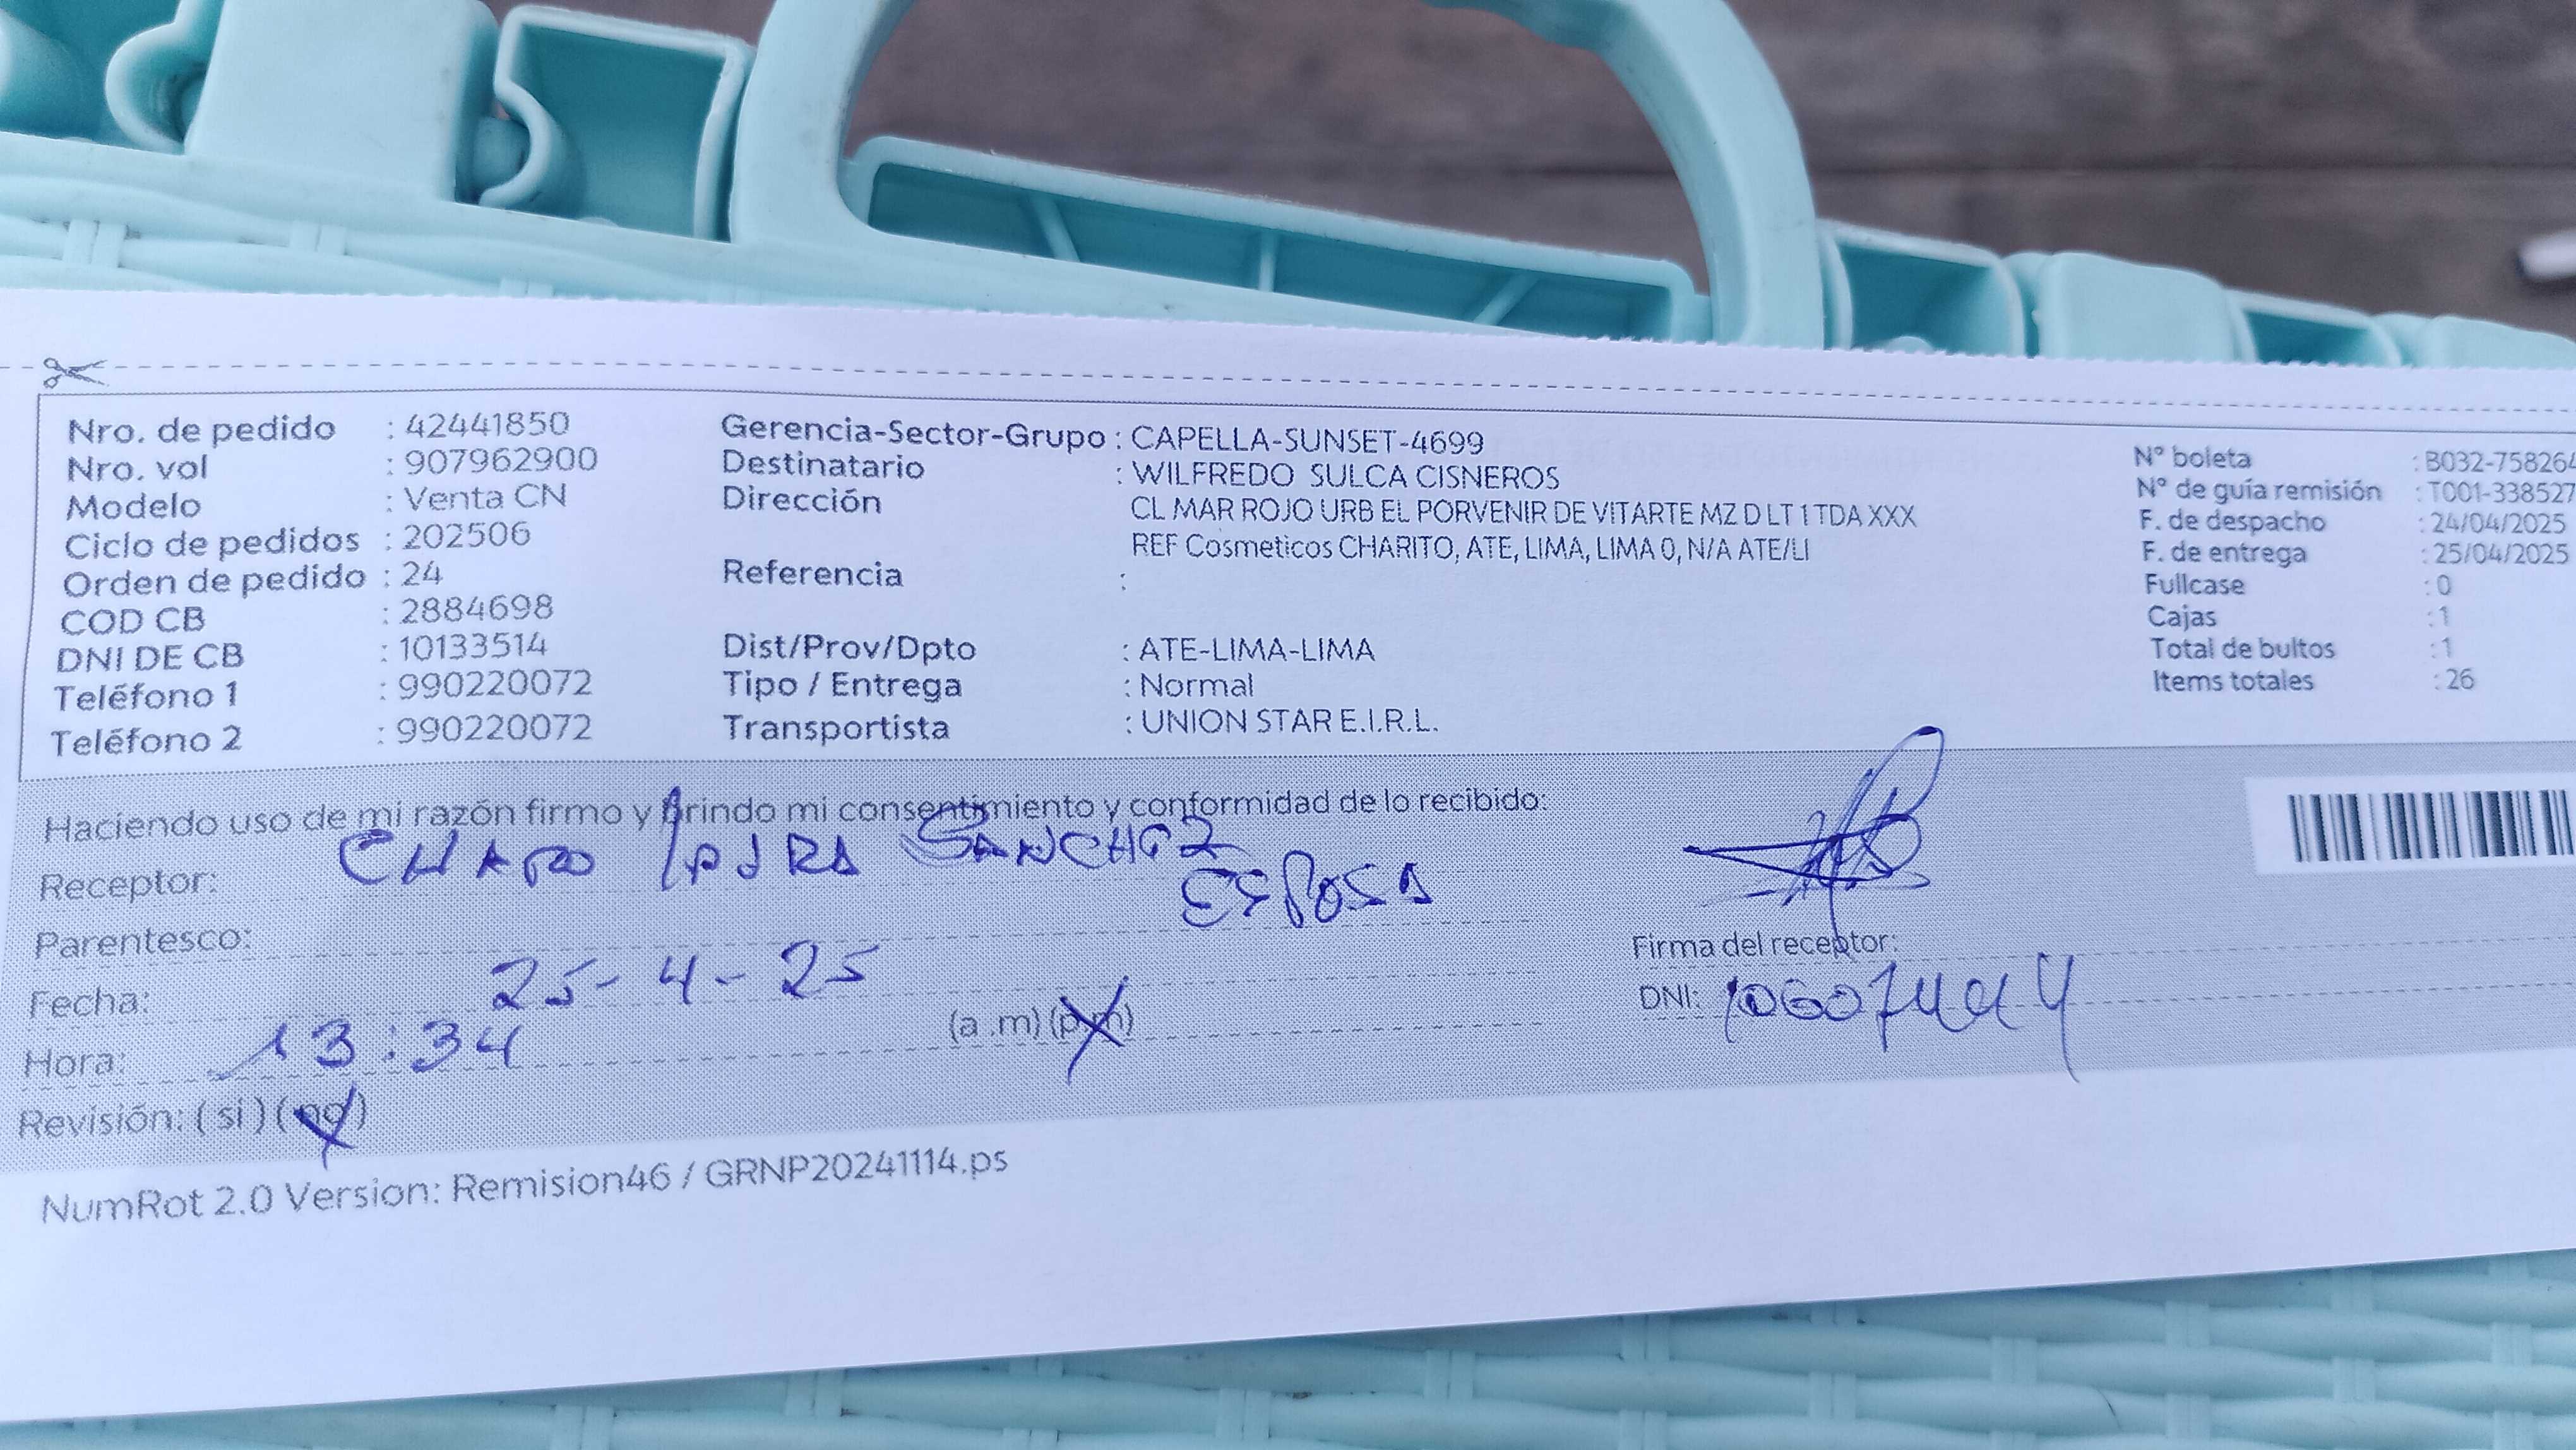 Nro. de pedido : 42441850
Nro. vol : 907962900
Modelo : Venta CN
Ciclo de pedidos : 202506
Orden de pedido : 24
COD CB : 2884698
DNI DE CB : 10133514
Teléfono 1 : 990220072
Teléfono 2 : 990220072
Gerencia-Sector-Grupo : CAPELLA-SUNSET-4699
Destinatario : WILFREDO SULCA CISNEROS
Dirección CL MAR ROJO URB EL PORVENIR DE VITARTE MZ D LT 1 TDA XXX
REF Cosmeticos CHARITO, ATE, LIMA, LIMA 0, N/A ATE/LI
Referencia :
Dist/Prov/Dpto : ATE-LIMA-LIMA
Tipo / Entrega : Normal
Transportista : UNION STAR E.I.R.L.
N° boleta : B032-758264
N° de guía remisión : T001-338527
F. de despacho : 24/04/2025
F. de entrega : 25/04/2025
Fullcase : 0
Cajas : 1
Total de bultos : 1
Items totales : 26
Haciendo uso de mi razón firmo y brindo mi consentimiento y conformidad de lo recibido:
Receptor: CHARO SANCHEZ
Parentesco: ESPOSA
Fecha: 25-4-25
Hora: 13:34 (a.m) (p.m)
Revisión: (si) (no)
Firma del receptor:
DNI:
NumRot 2.0 Version: Remision46 / GRNP20241114.ps